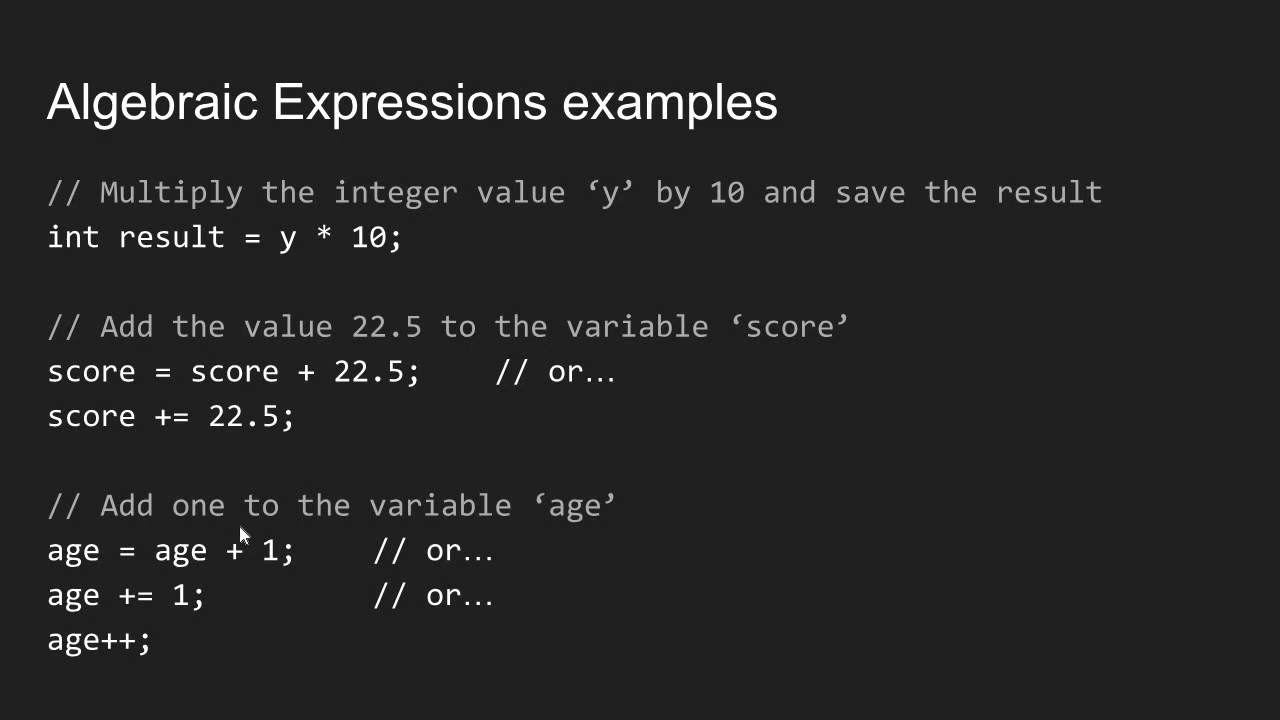 Algebraic Expressions examples
// Multiply the integer value ‘y’ by 10 and save the result
int result = y * 10;
// Add the value 22.5 to the variable ‘score’
score = score + 22.5;    // or…
score += 22.5;
// Add one to the variable ‘age’
age = age + 1;    // or…
age += 1;         // or…
age++;